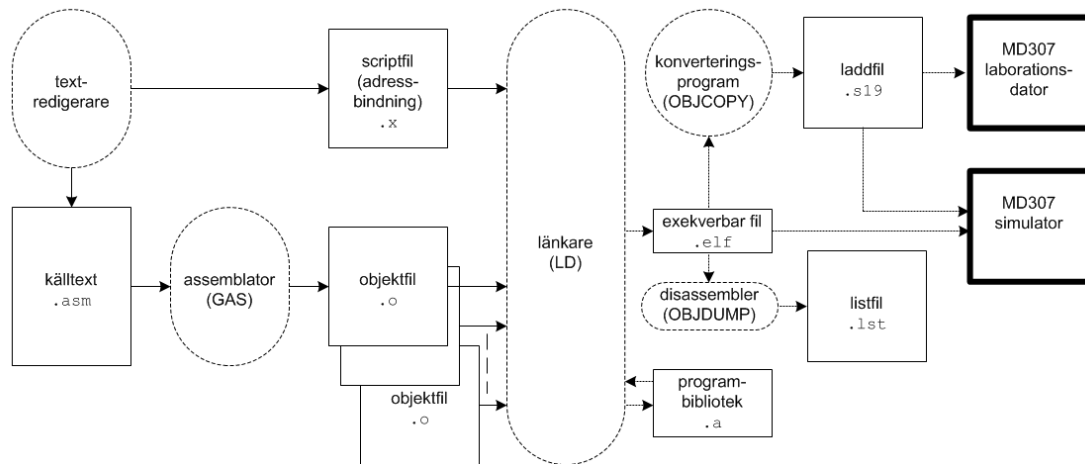 text-
redigerare
scriptfil
(adress-
bindning)
.x
källtext
.asm
assemblator
(GAS)
objektfil
.o
objektfil
.o
länkare
(LD)
konverterings-
program
(OBJCOPY)
laddfil
.s19
MD307
laborations-
dator
exekverbar fil
.elf
MD307
simulator
disassembler
(OBJDUMP)
listfil
.lst
program-
bibliotek
.a